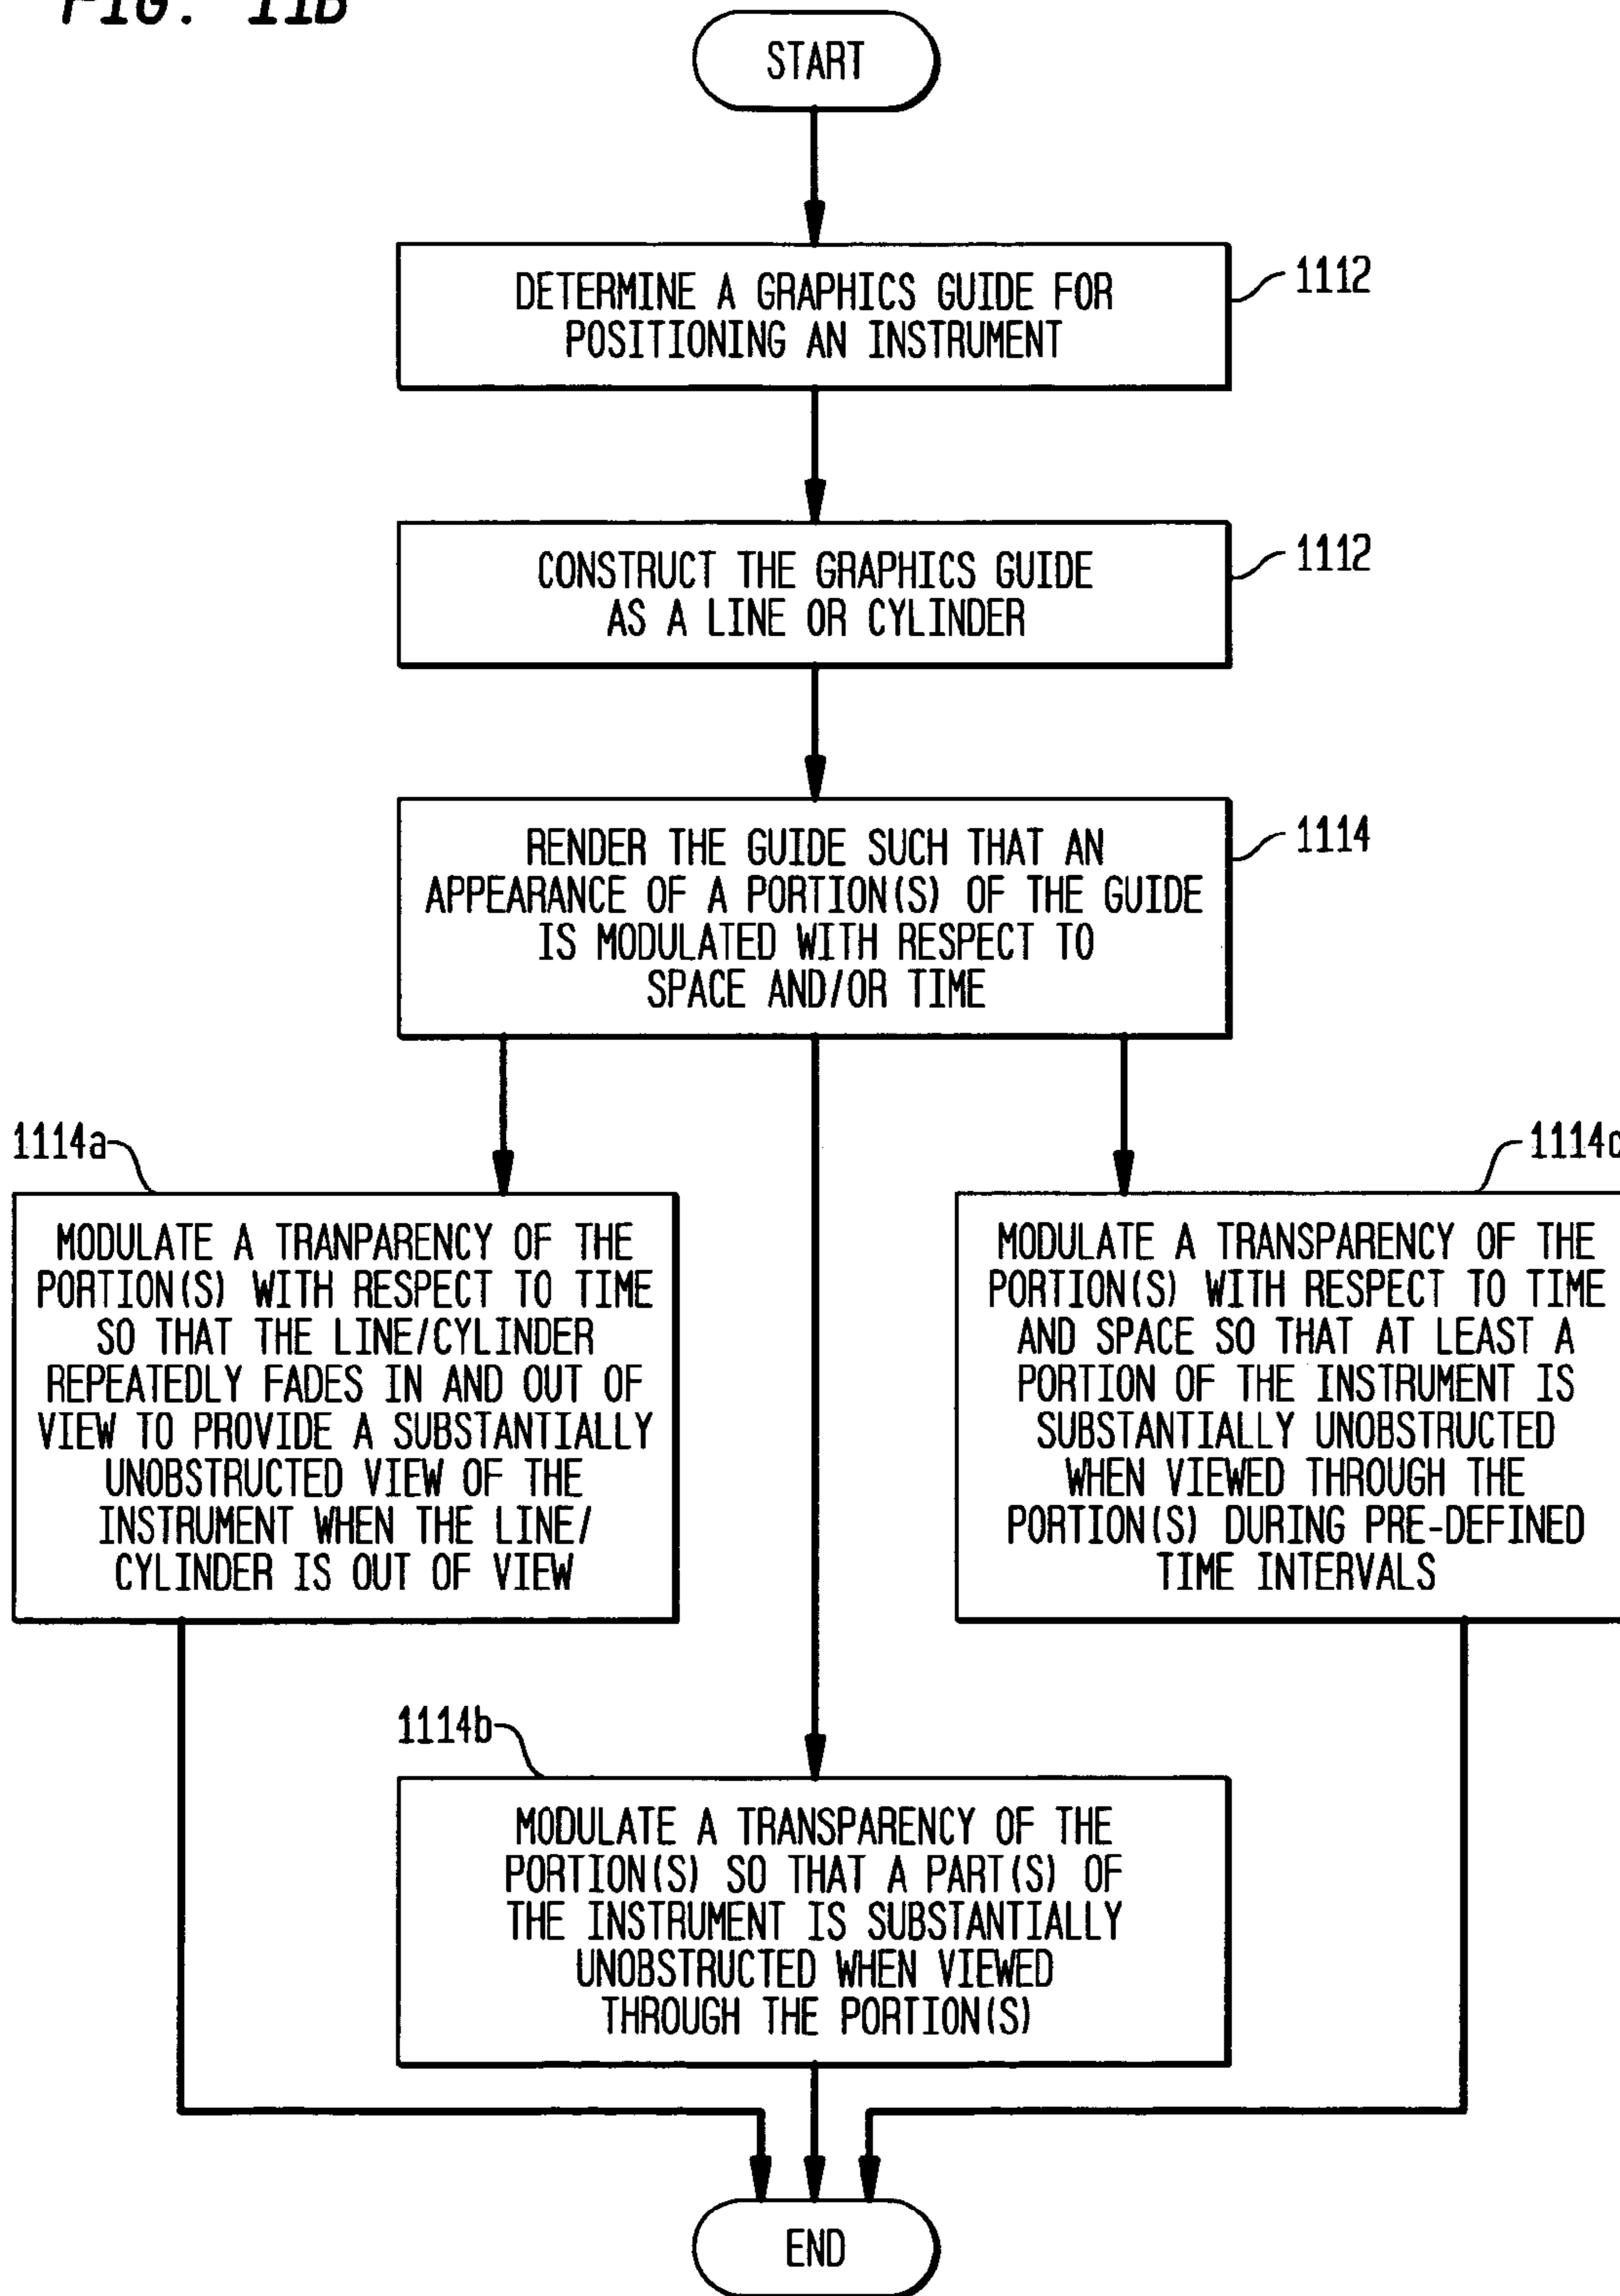 FIG. 11B
START
DETERMINE A GRAPHICS GUIDE FOR
POSITIONING AN INSTRUMENT
1112
CONSTRUCT THE GRAPHICS GUIDE
AS A LINE OR CYLINDER
1112
RENDER THE GUIDE SUCH THAT AN
APPEARANCE OF A PORTION(S) OF THE GUIDE
IS MODULATED WITH RESPECT TO
SPACE AND/OR TIME
1114
1114a
MODULATE A TRANPARENCY OF THE
PORTION(S) WITH RESPECT TO TIME
SO THAT THE LINE/CYLINDER
REPEATEDLY FADES IN AND OUT OF
VIEW TO PROVIDE A SUBSTANTIALLY
UNOBSTRUCTED VIEW OF THE
INSTRUMENT WHEN THE LINE/
CYLINDER IS OUT OF VIEW
1114c
MODULATE A TRANSPARENCY OF THE
PORTION(S) WITH RESPECT TO TIME
AND SPACE SO THAT AT LEAST A
PORTION OF THE INSTRUMENT IS
SUBSTANTIALLY UNOBSTRUCTED
WHEN VIEWED THROUGH THE
PORTION(S) DURING PRE-DEFINED
TIME INTERVALS
1114b
MODULATE A TRANSPARENCY OF THE
PORTION(S) SO THAT A PART(S) OF
THE INSTRUMENT IS SUBSTANTIALLY
UNOBSTRUCTED WHEN VIEWED
THROUGH THE PORTION(S)
END